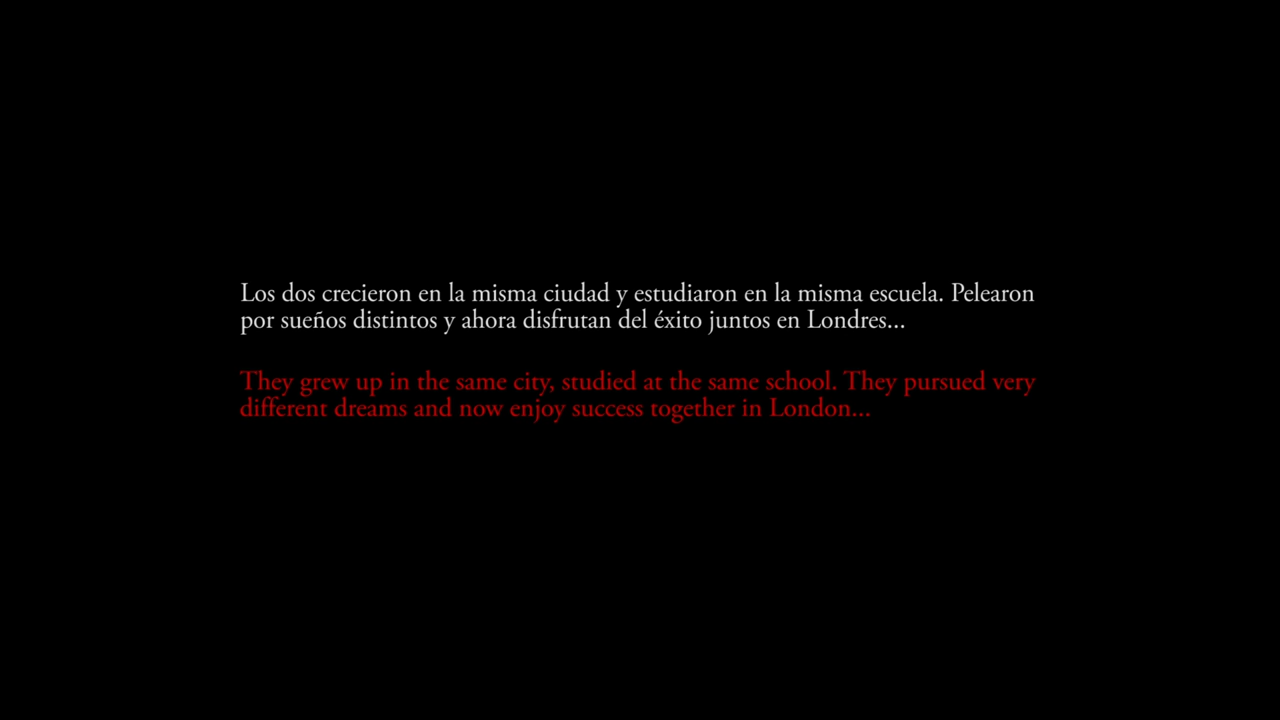 Los dos crecieron en la misma ciudad y estudiaron en la misma escuela. Pelearon
por sueños distintos y ahora disfrutan del éxito juntos en Londres...
They grew up in the same city, studied at the same school. They pursued very
different dreams and now enjoy success together in London...